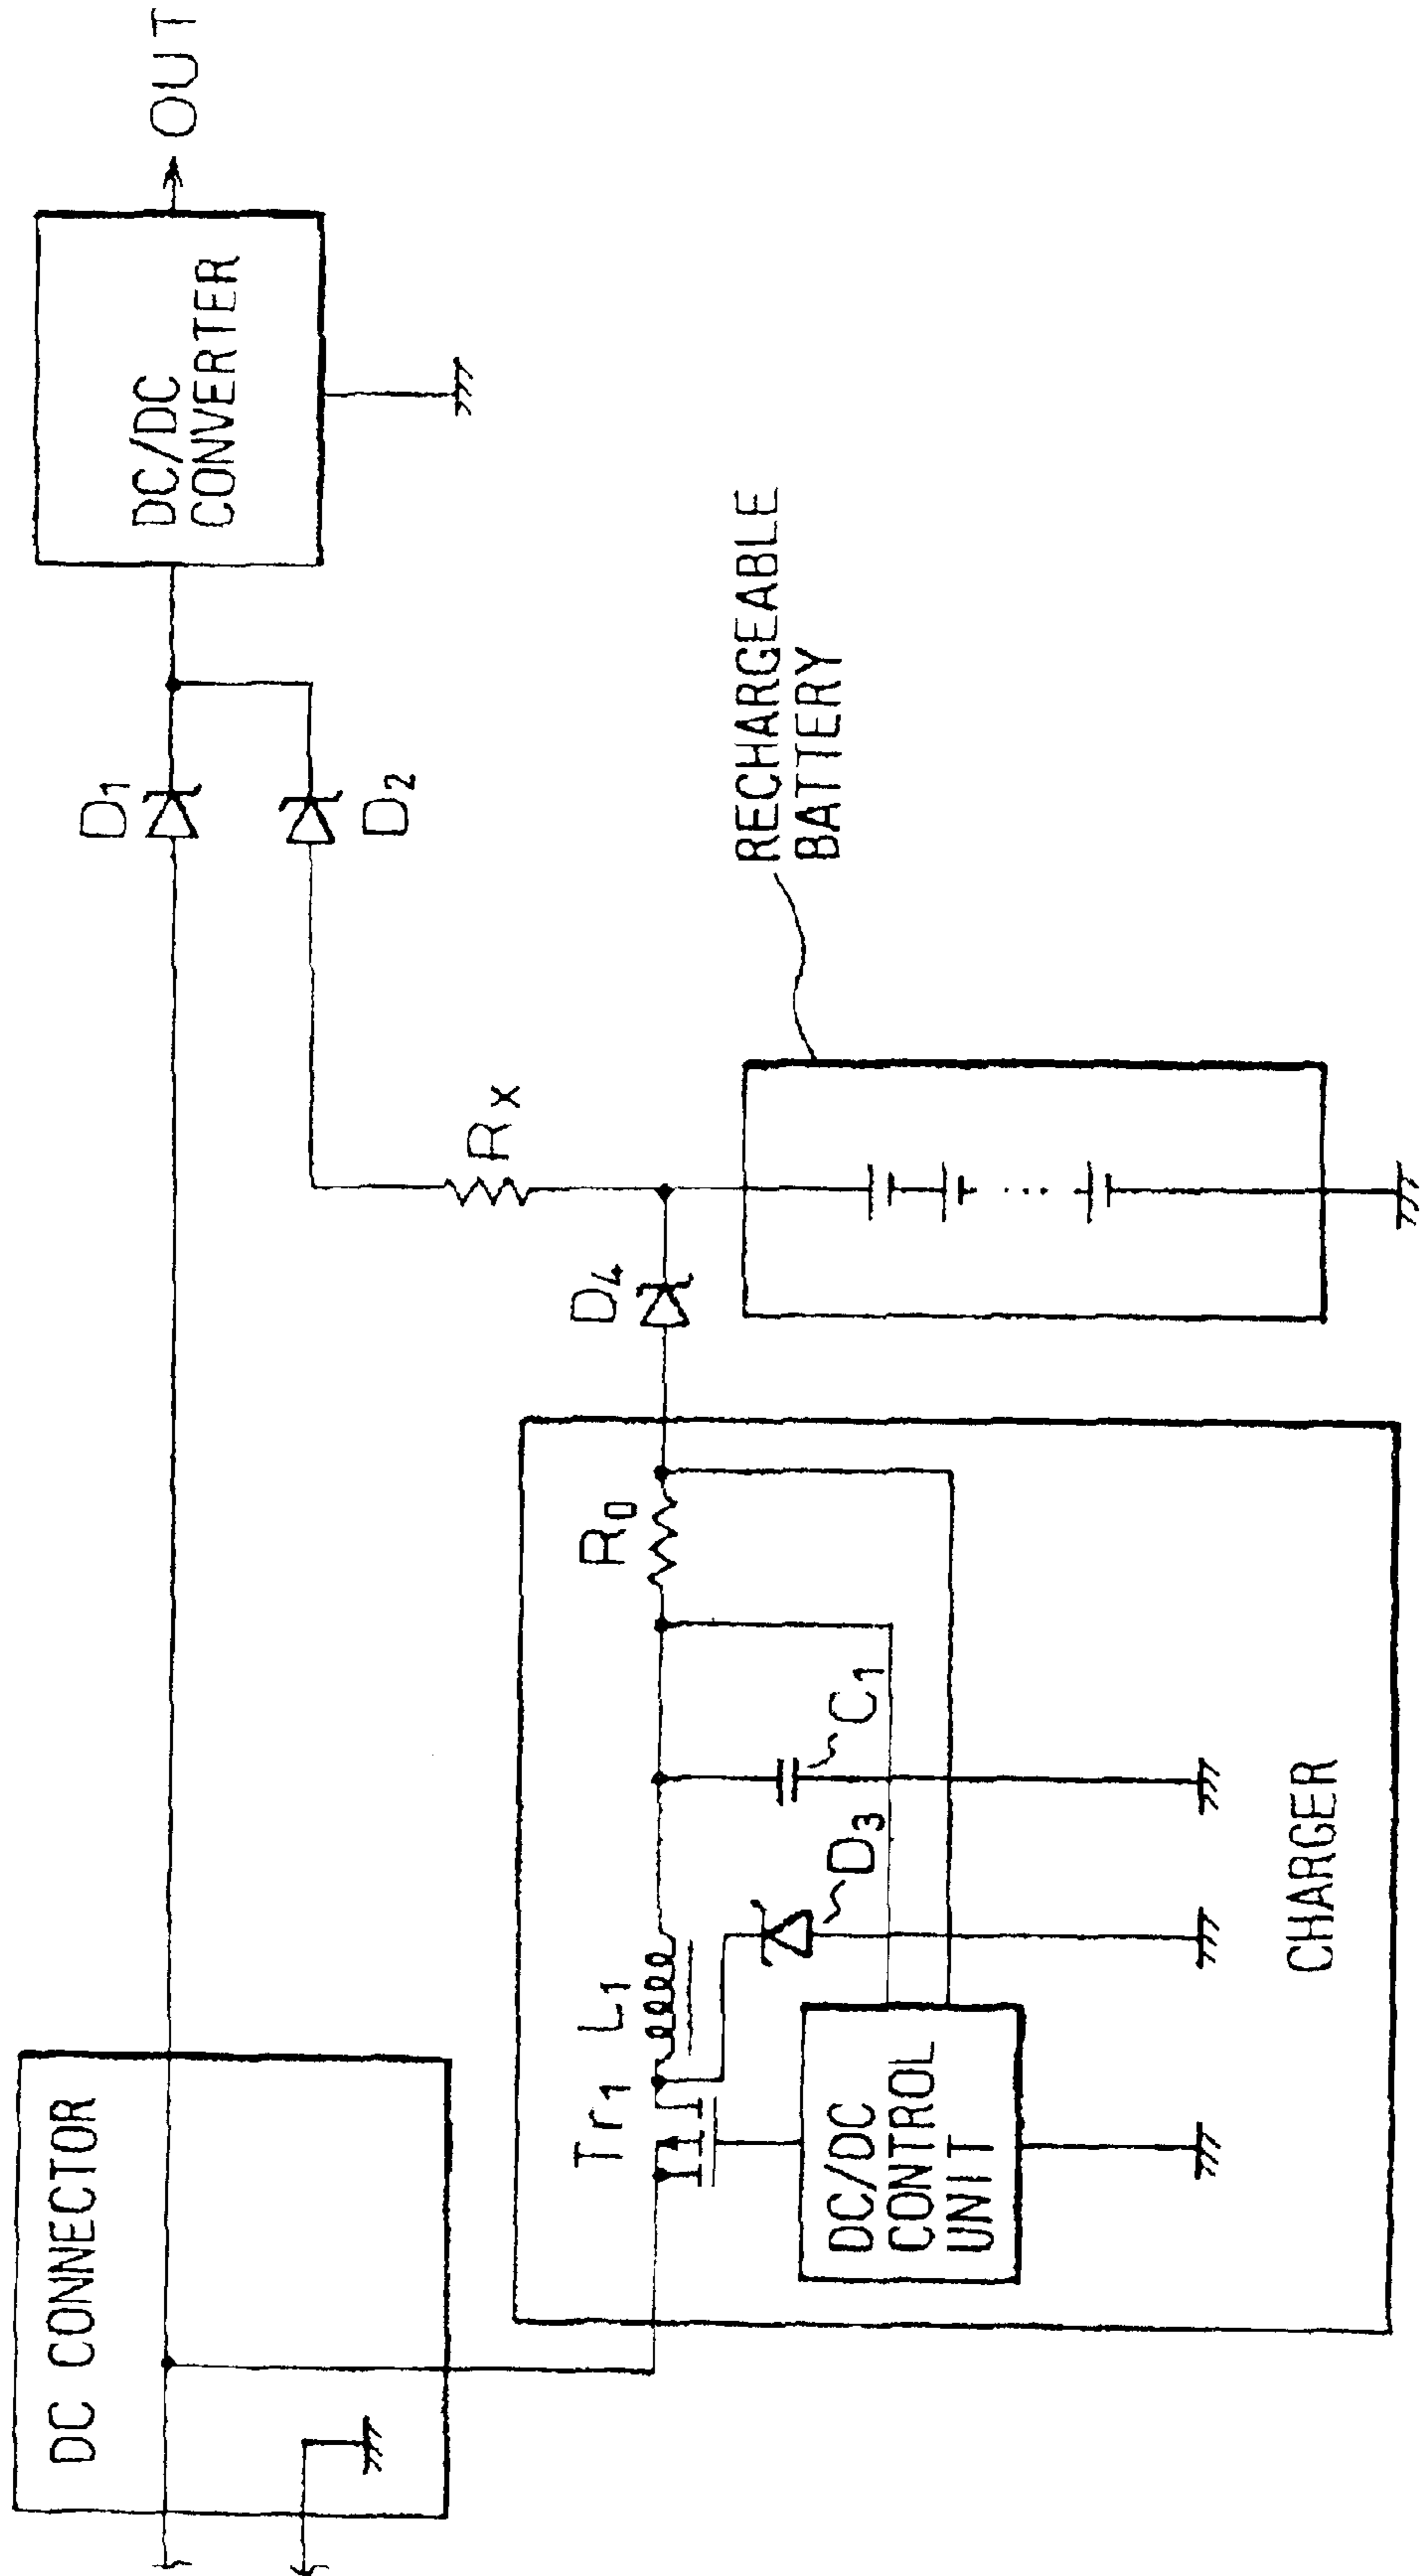 DC CONNECTOR
D1
D2
DC/DC
CONVERTER
OUT
Rx
Tr1
L1
R0
D4
D3
C1
DC/DC
CONTROL
UNIT
CHARGER
RECHARGEABLE
BATTERY